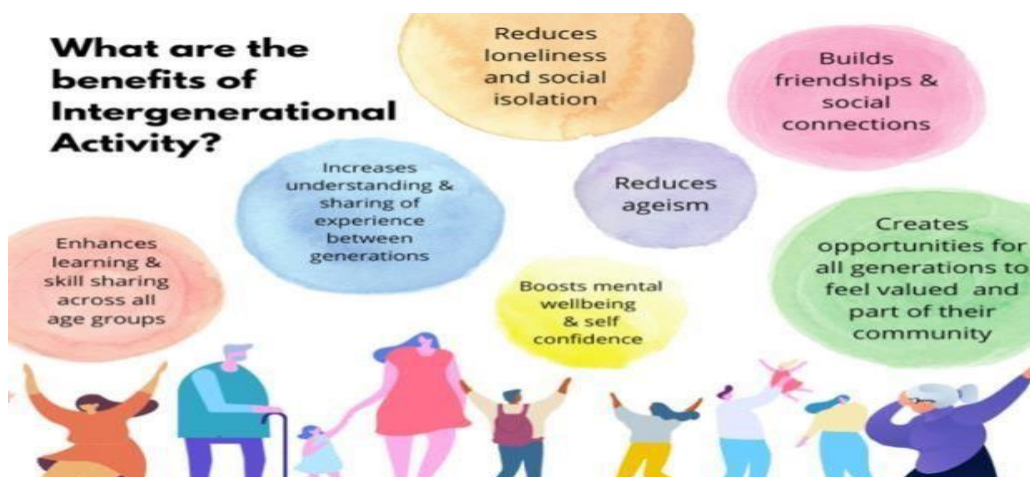 What are the
benefits of
Intergenerational
Activity?
Reduces
loneliness
and social
isolation
Builds
friendships &
social
connections
Increases
understanding &
sharing of
experience
between
generations
Reduces
ageism
Enhances
learning &
skill sharing
across all
age groups
Boosts mental
wellbeing
& self
confidence
Creates
opportunities for
all generations to
feel valued and
part of their
community